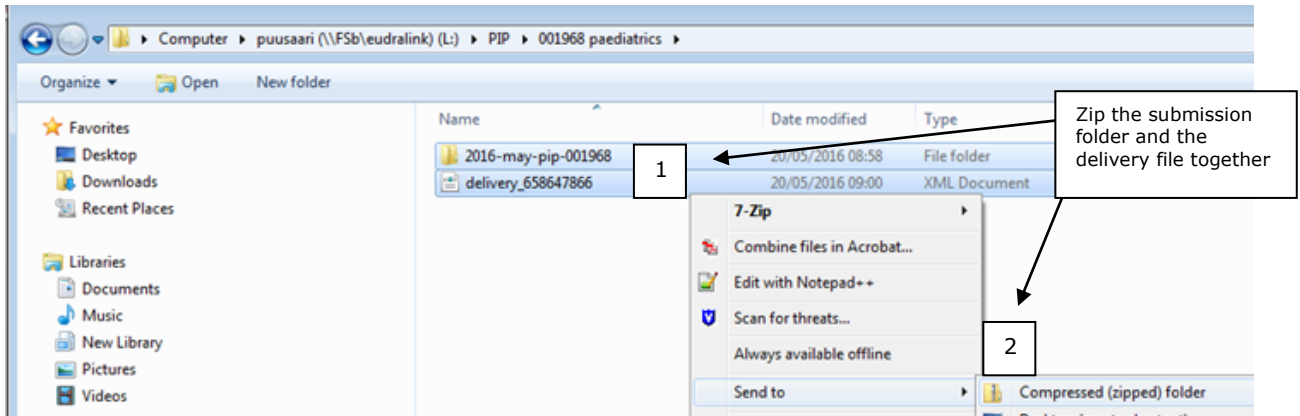 Computer ▸ puusaari (\\FSb\eudralink) (L:) ▸ PIP ▸ 001968 paediatrics ▸
Organize Open New folder
Favorites
Desktop
Downloads
Recent Places
Libraries
Documents
Music
New Library
Pictures
Videos
Name Date modified Type
2016-may-pip-001968 20/05/2016 08:58 File folder
delivery_658647866 20/05/2016 09:00 XML Document
1
7-Zip
Combine files in Acrobat...
Edit with Notepad++
Scan for threats...
Always available offline
Send to
2
Compressed (zipped) folder
Zip the submission
folder and the
delivery file together